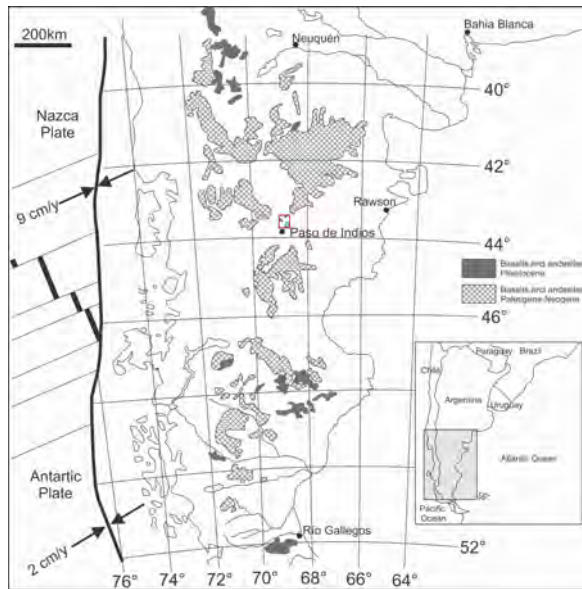 200km
Neuquén
Bahia Blanca
40°
Nazca
Plate
42°
9 cm/y
Rawson
Paso de Indios
44°
Basalts and andesites
Pleistocene
Basalts and andesites
Paleogene-Neogene
46°
Paraguay
Brazil
Chile
Argentina
Uruguay
Atlantic Ocean
Pacific
Ocean
Antartic
Plate
2 cm/y
Río Gallegos
52°
76°
74°
72°
70°
68°
66°
64°